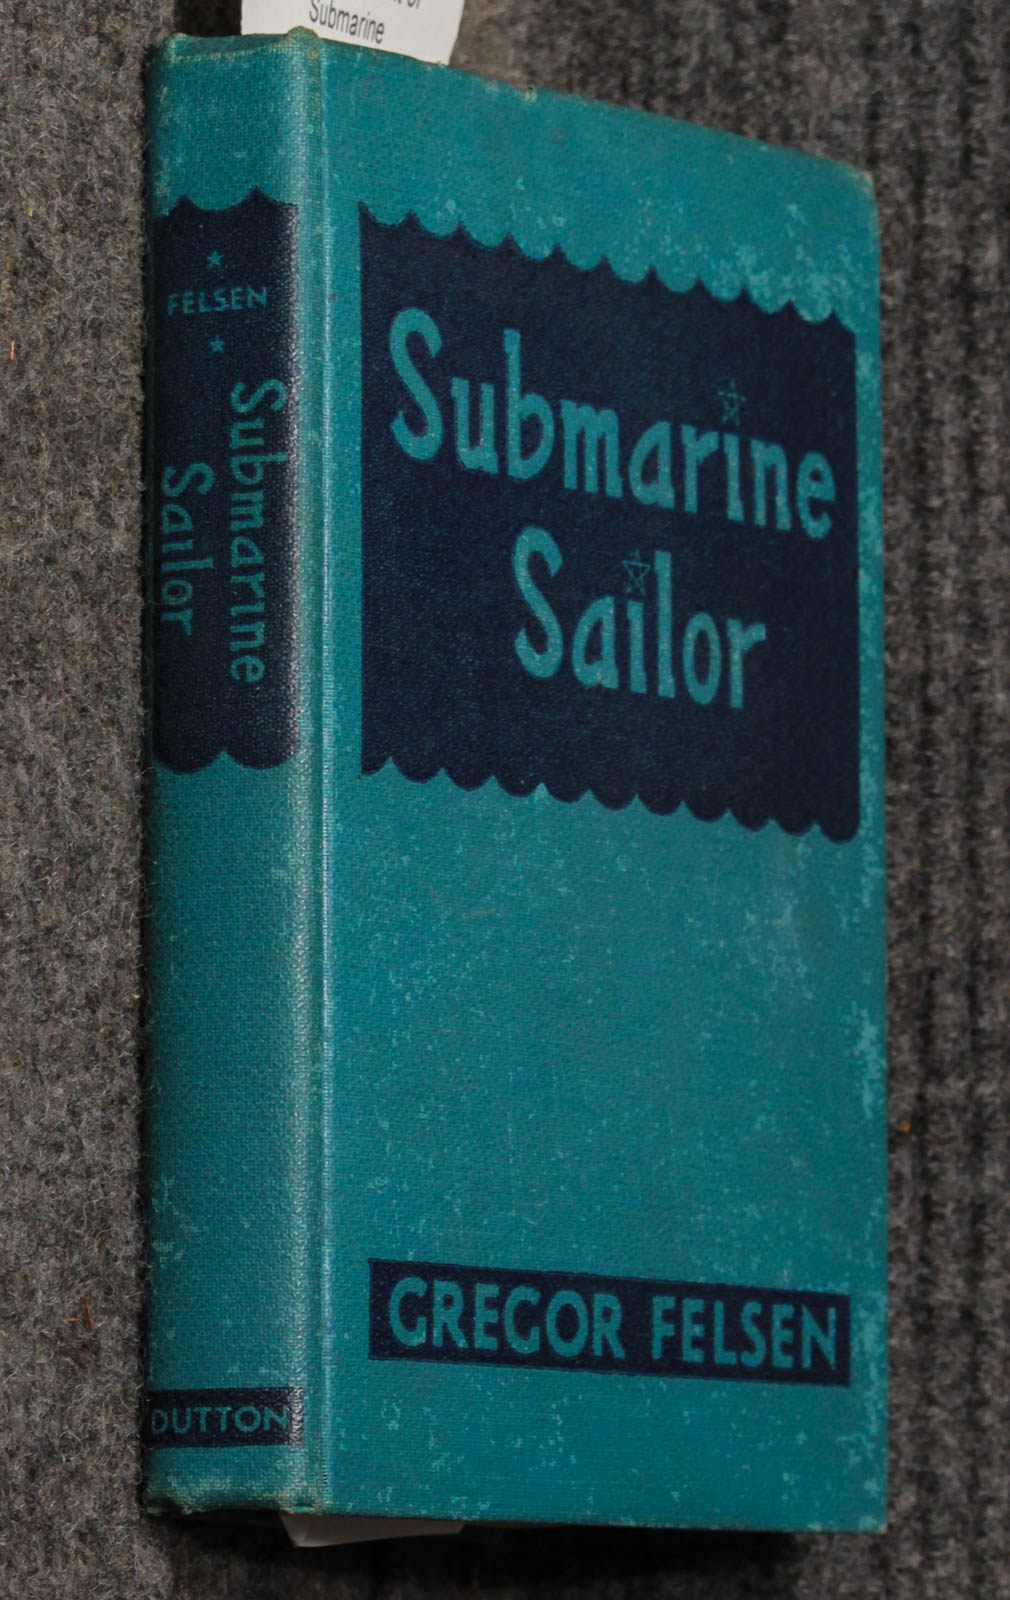 Submarine
FELSEN
Submarine
Sailor
DUTTON
Submarine
Sailor
GREGOR FELSEN